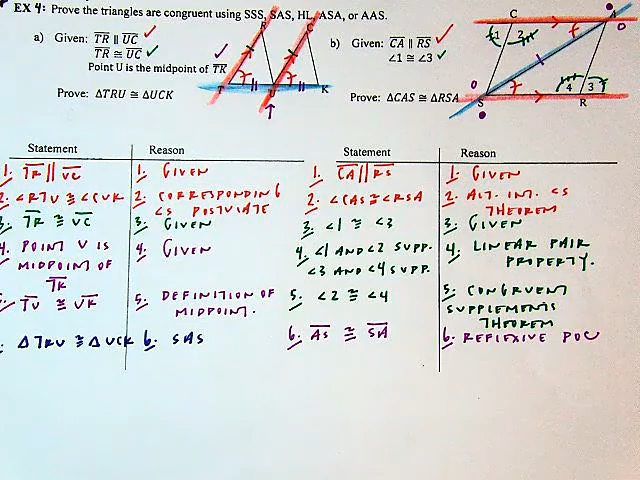 EX 4: Prove the triangles are congruent using SSS, SAS, HL, ASA, or AAS.
a) Given: TR ∥ UC
TR ≅ UC
Point U is the midpoint of TK
Prove: ΔTRU ≅ ΔUCK
R C
T U K
b) Given: CA ∥ RS
∠1 ≅ ∠3
Prove: ΔCAS ≅ ΔRSA
C A
1 2
4 3
S R
Statement Reason
1. TR ∥ UC 1. GIVEN
2. ∠RTU ≅ ∠CUK 2. CORRESPONDING
∠S POSTULATE
3. TR ≅ UC 3. GIVEN
4. POINT U IS 4. GIVEN
MIDPOINT OF
TK
5. TU ≅ UK 5. DEFINITION OF
MIDPOINT.
. ΔTRU ≅ ΔUCK 6. SAS
Statement Reason
1. CA ∥ RS 1. GIVEN
2. ∠CAS ≅ ∠RSA 2. ALT. INT. ∠S
THEOREM
3. ∠1 ≅ ∠3 3. GIVEN
4. ∠1 AND ∠2 SUPP. 4. LINEAR PAIR
∠3 AND ∠4 SUPP. PROPERTY.
5. ∠2 ≅ ∠4 5. CONGRUENT
SUPPLEMENTS
THEOREM
6. AS ≅ SA 6. REFLEXIVE POC